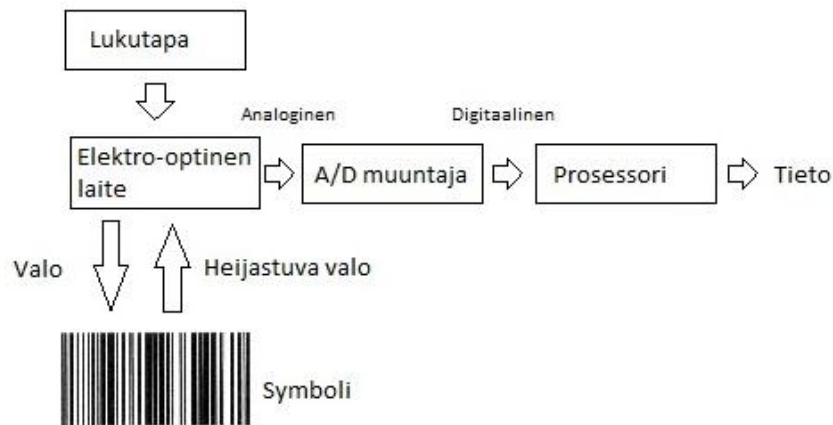 Lukutapa
Analoginen
Digitaalinen
Elektro-optinen
laite
A/D muuntaja
Prosessori
Tieto
Valo
Heijastuva valo
Symboli